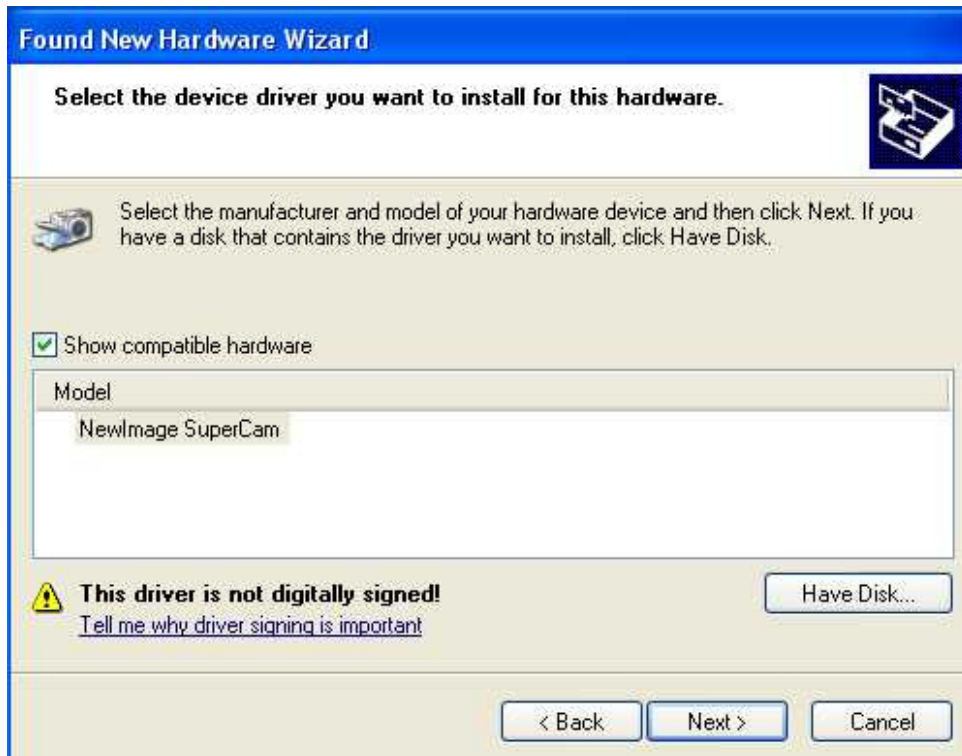 Found New Hardware Wizard
Select the device driver you want to install for this hardware.
Select the manufacturer and model of your hardware device and then click Next. If you
have a disk that contains the driver you want to install, click Have Disk.
Show compatible hardware
Model
NewImage SuperCam
This driver is not digitally signed!
Have Disk...
Tell me why driver signing is important
< Back
Next >
Cancel